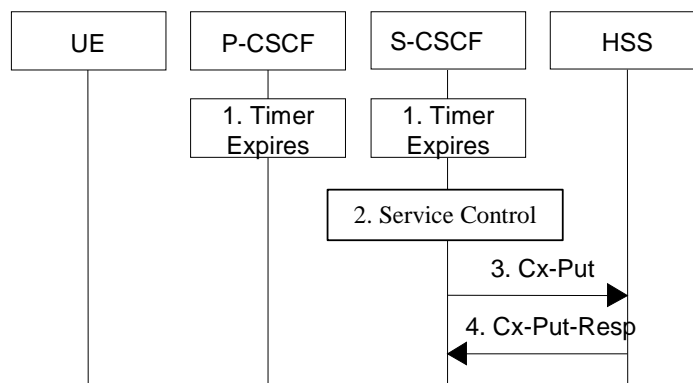 UE
P-CSCF
S-CSCF
HSS
1. Timer
Expires
1. Timer
Expires
2. Service Control
3. Cx-Put
4. Cx-Put-Resp